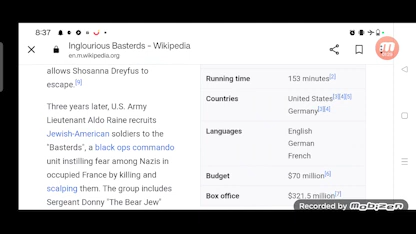 8:37
Inglourious Basterds - Wikipedia
en.m.wikipedia.org
allows Shosanna Dreyfus to
escape.[9]
Three years later, U.S. Army
Lieutenant Aldo Raine recruits
Jewish-American soldiers to the
"Basterds", a black ops commando
unit instilling fear among Nazis in
occupied France by killing and
scalping them. The group includes
Sergeant Donny "The Bear Jew"
Running time 153 minutes[2]
Countries United States[3][4][5]
Germany[3][4]
Languages English
German
French
Budget $70 million[6]
Box office $321.5 million[7]
Recorded by Mobizen